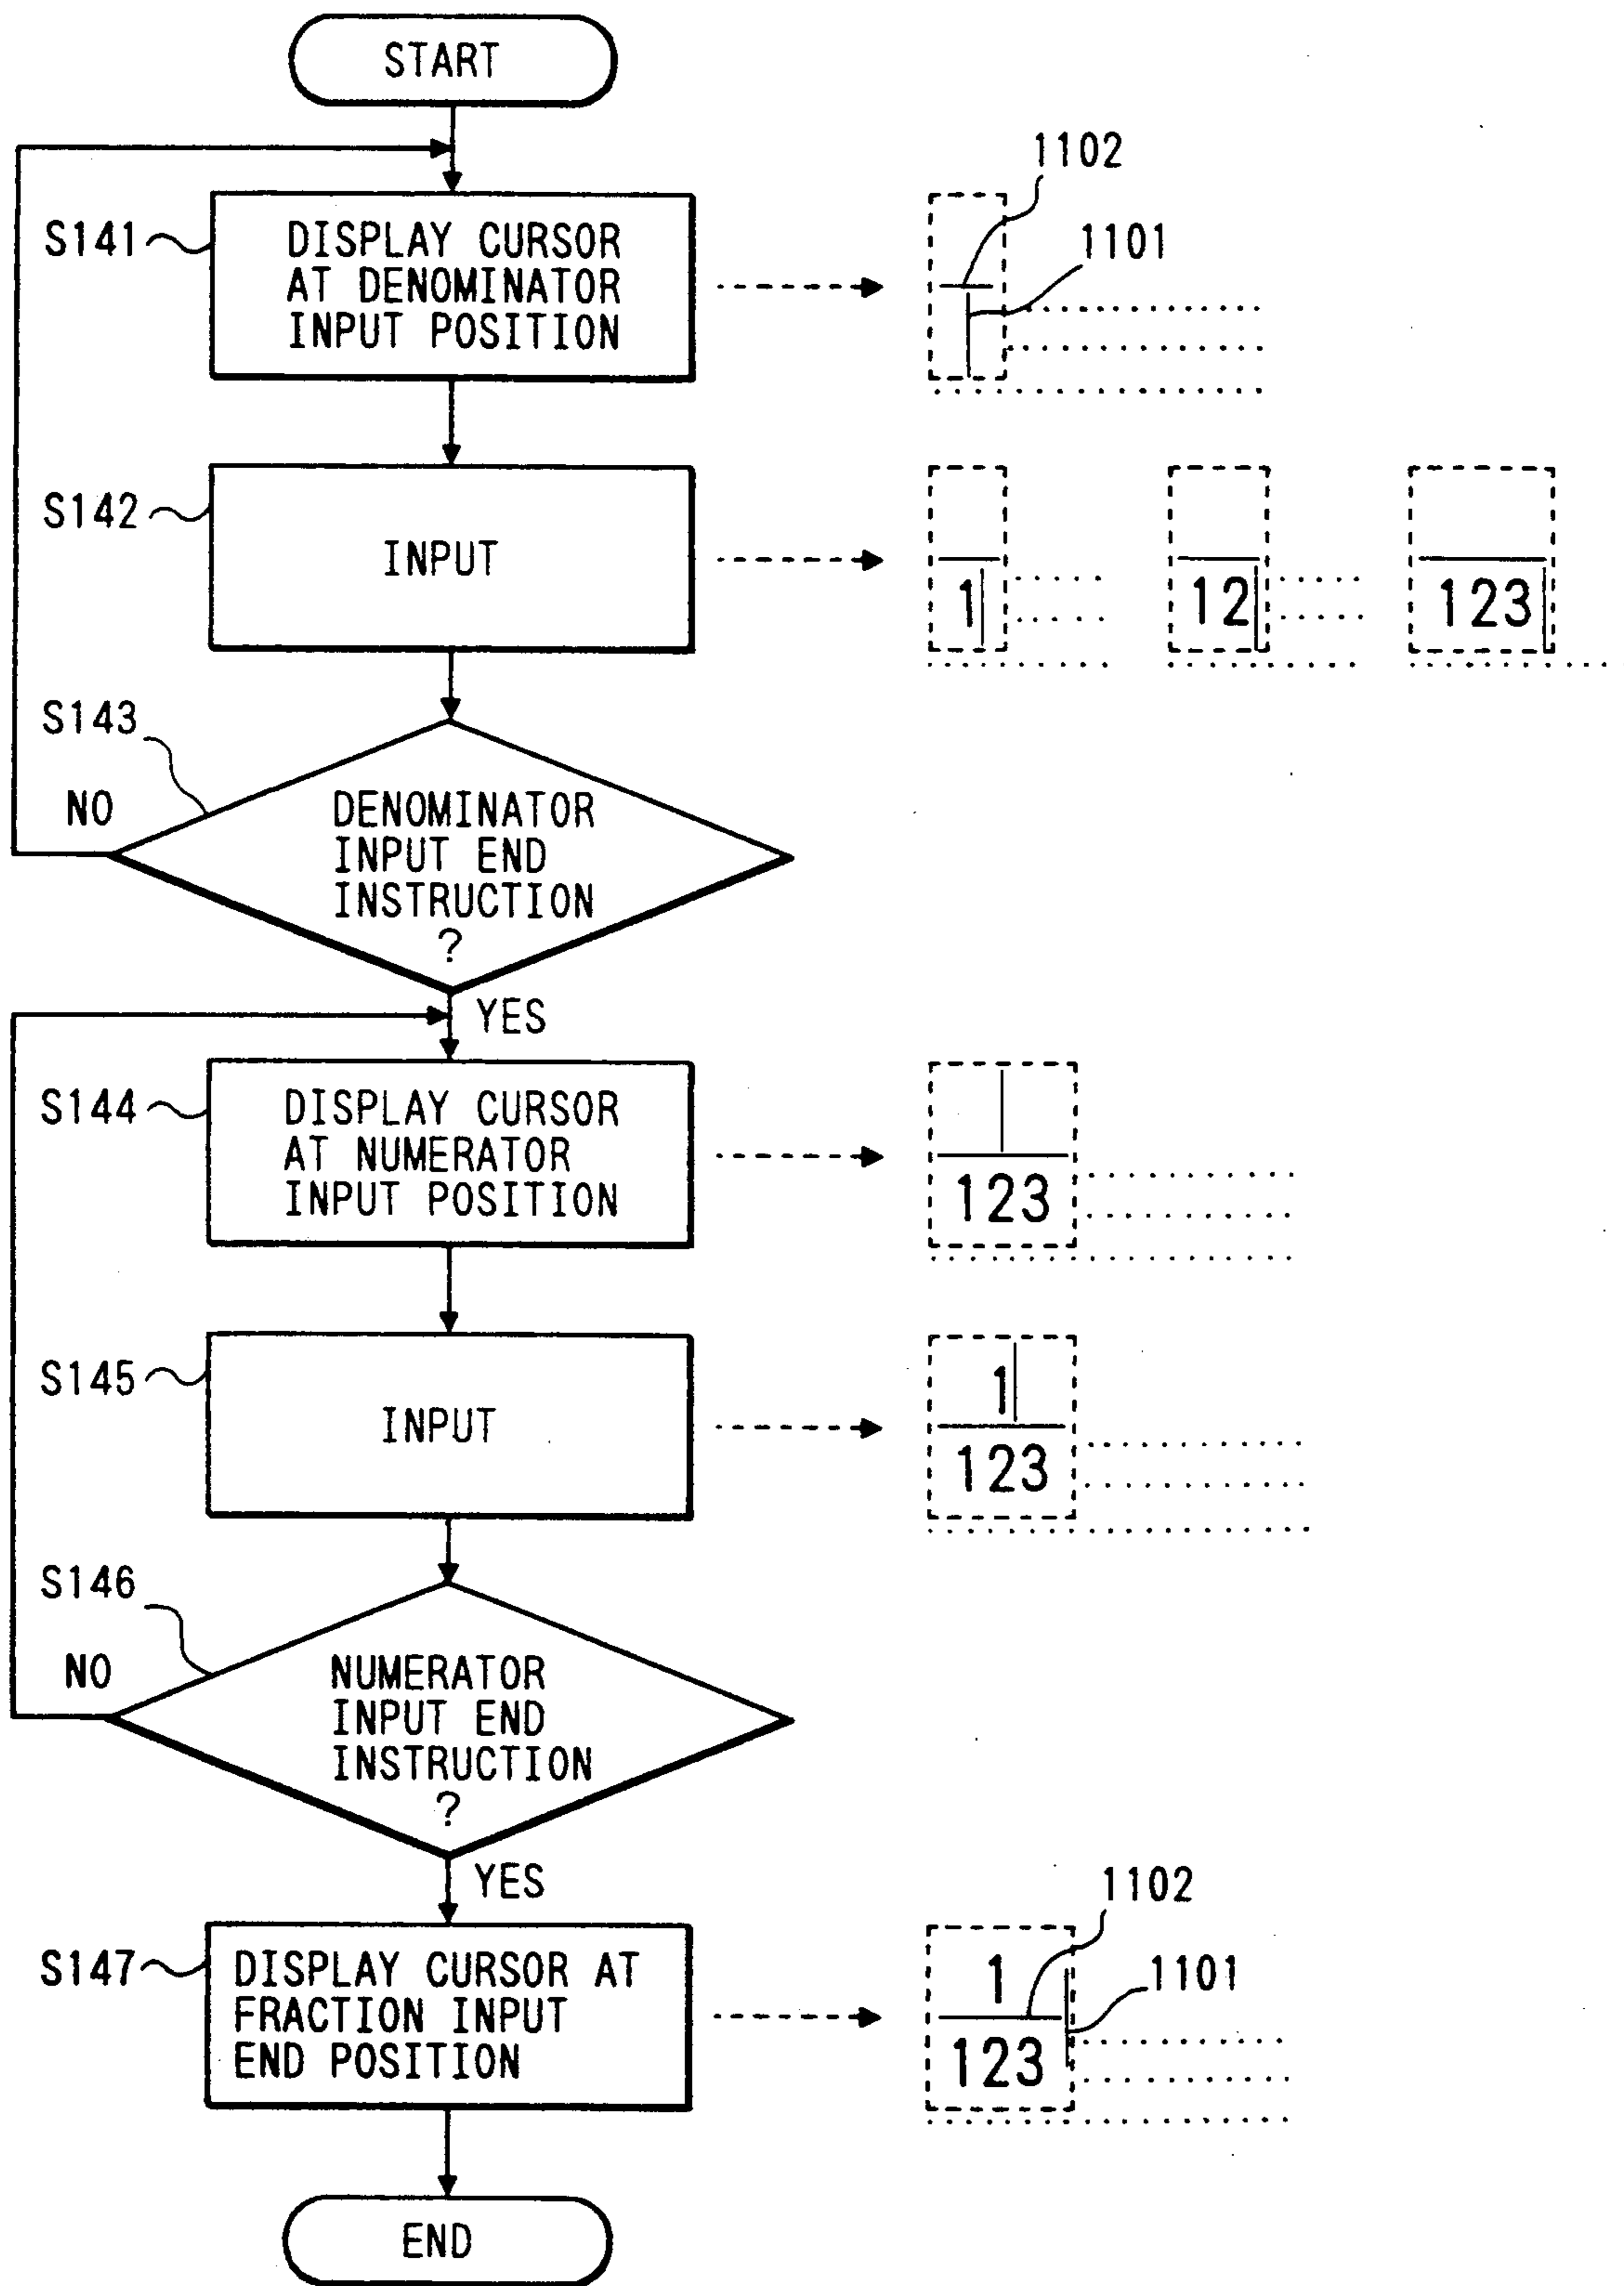 START
1102
S141
DISPLAY CURSOR
AT DENOMINATOR
INPUT POSITION
1101
S142
INPUT
1
12
123
S143
NO
DENOMINATOR
INPUT END
INSTRUCTION
?
YES
S144
DISPLAY CURSOR
AT NUMERATOR
INPUT POSITION
123
S145
INPUT
1
123
S146
NO
NUMERATOR
INPUT END
INSTRUCTION
?
YES
1102
S147
DISPLAY CURSOR AT
FRACTION INPUT
END POSITION
1
1101
123
END